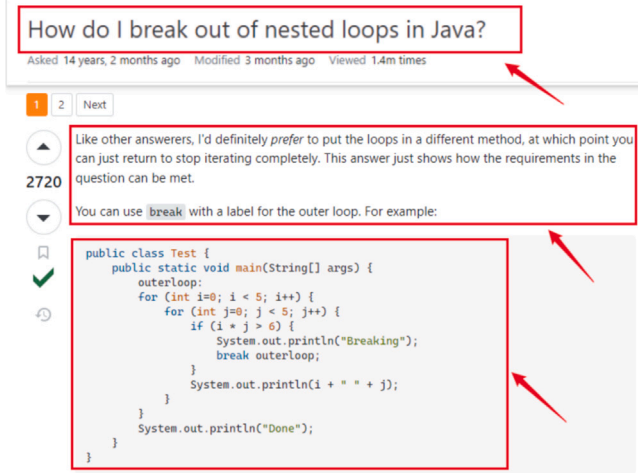 How do I break out of nested loops in Java?
Asked 14 years, 2 months ago Modified 3 months ago Viewed 1.4m times
1 2 Next
Like other answerers, I'd definitely prefer to put the loops in a different method, at which point you
can just return to stop iterating completely. This answer just shows how the requirements in the
2720 question can be met.
You can use break with a label for the outer loop. For example:
public class Test {
    public static void main(String[] args) {
        outerloop:
        for (int i=0; i < 5; i++) {
            for (int j=0; j < 5; j++) {
                if (i * j > 6) {
                    System.out.println("Breaking");
                    break outerloop;
                }
                System.out.println(i + " " + j);
            }
        }
        System.out.println("Done");
    }
}